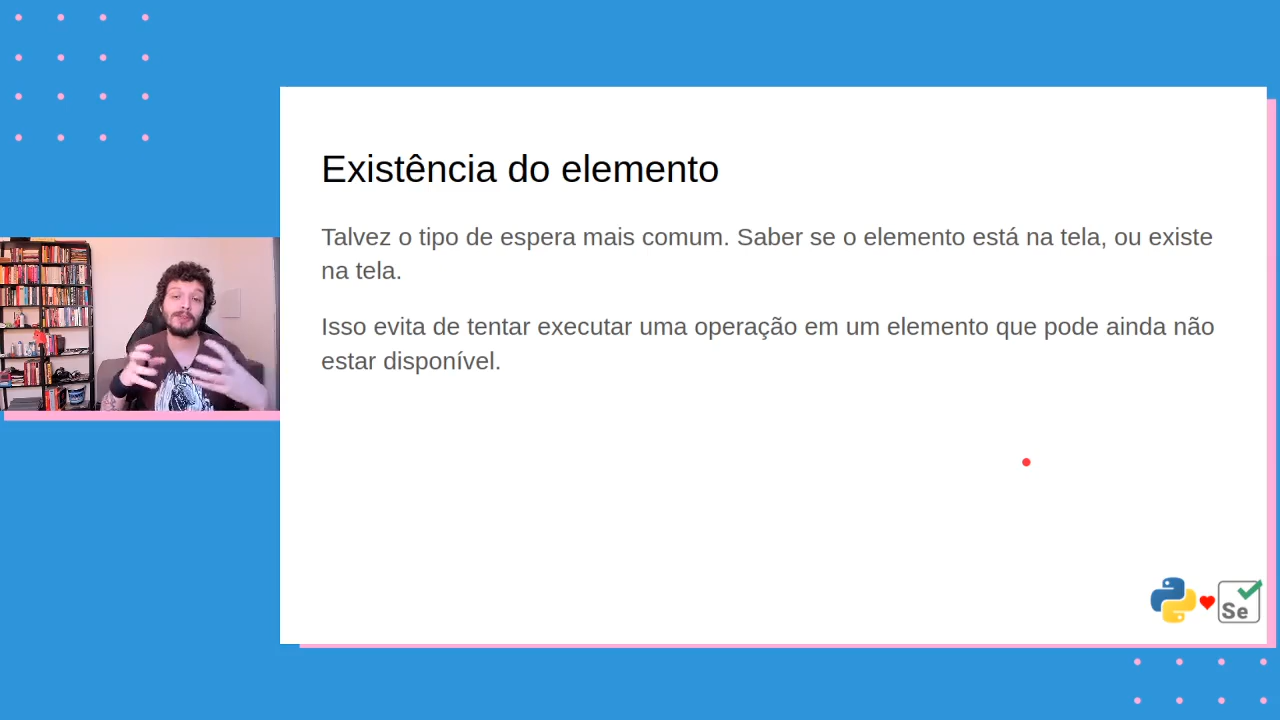 Existência do elemento
Talvez o tipo de espera mais comum. Saber se o elemento está na tela, ou existe
na tela.
Isso evita de tentar executar uma operação em um elemento que pode ainda não
estar disponível.
Se